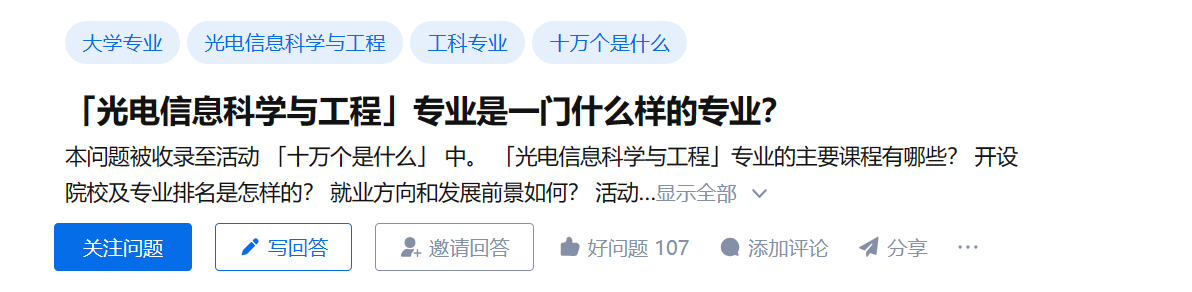 大学专业 光电信息科学与工程 工科专业 十万个是什么
「光电信息科学与工程」专业是一门什么样的专业？
本问题被收录至活动 「十万个是什么」 中。 「光电信息科学与工程」专业的主要课程有哪些？ 开设
院校及专业排名是怎样的？ 就业方向和发展前景如何？ 活动...显示全部
关注问题 写回答 邀请回答 好问题 107 添加评论 分享 ···